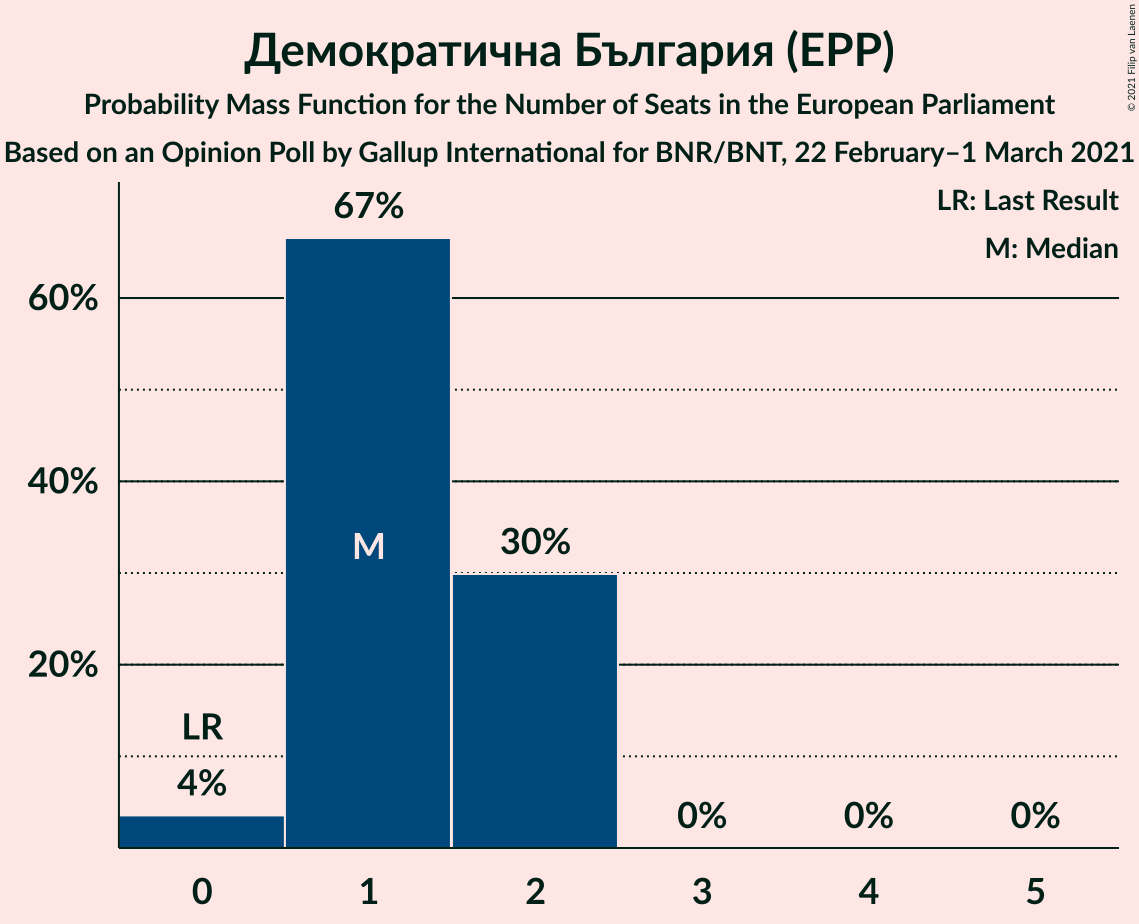 Демократична България (EPP)
Probability Mass Function for the Number of Seats in the European Parliament
Based on an Opinion Poll by Gallup International for BNR/BNT, 22 February–1 March 2021
© 2021 Filip van Laenen
LR: Last Result
M: Median
67%
60%
40%
M
30%
20%
LR
4%
0%
0%
0%
0
1
2
3
4
5